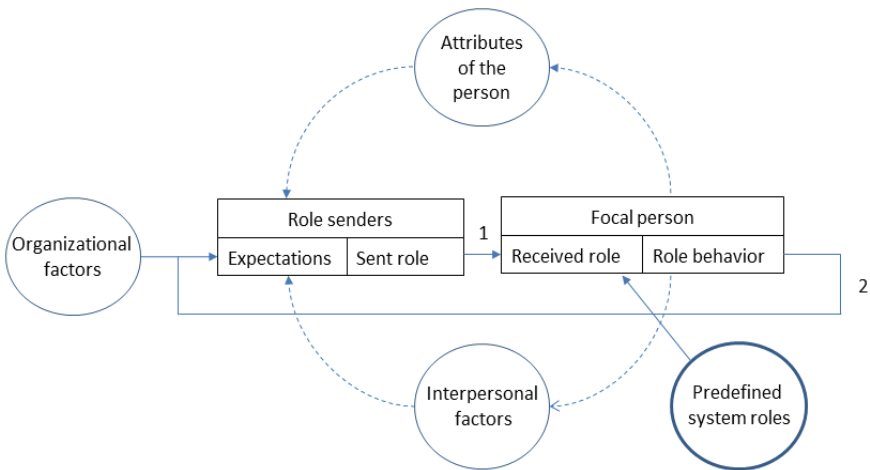 Attributes
of the
person
Role senders
Focal person
Organizational
factors
Expectations
Sent role
1
Received role
Role behavior
2
Interpersonal
factors
Predefined
system roles